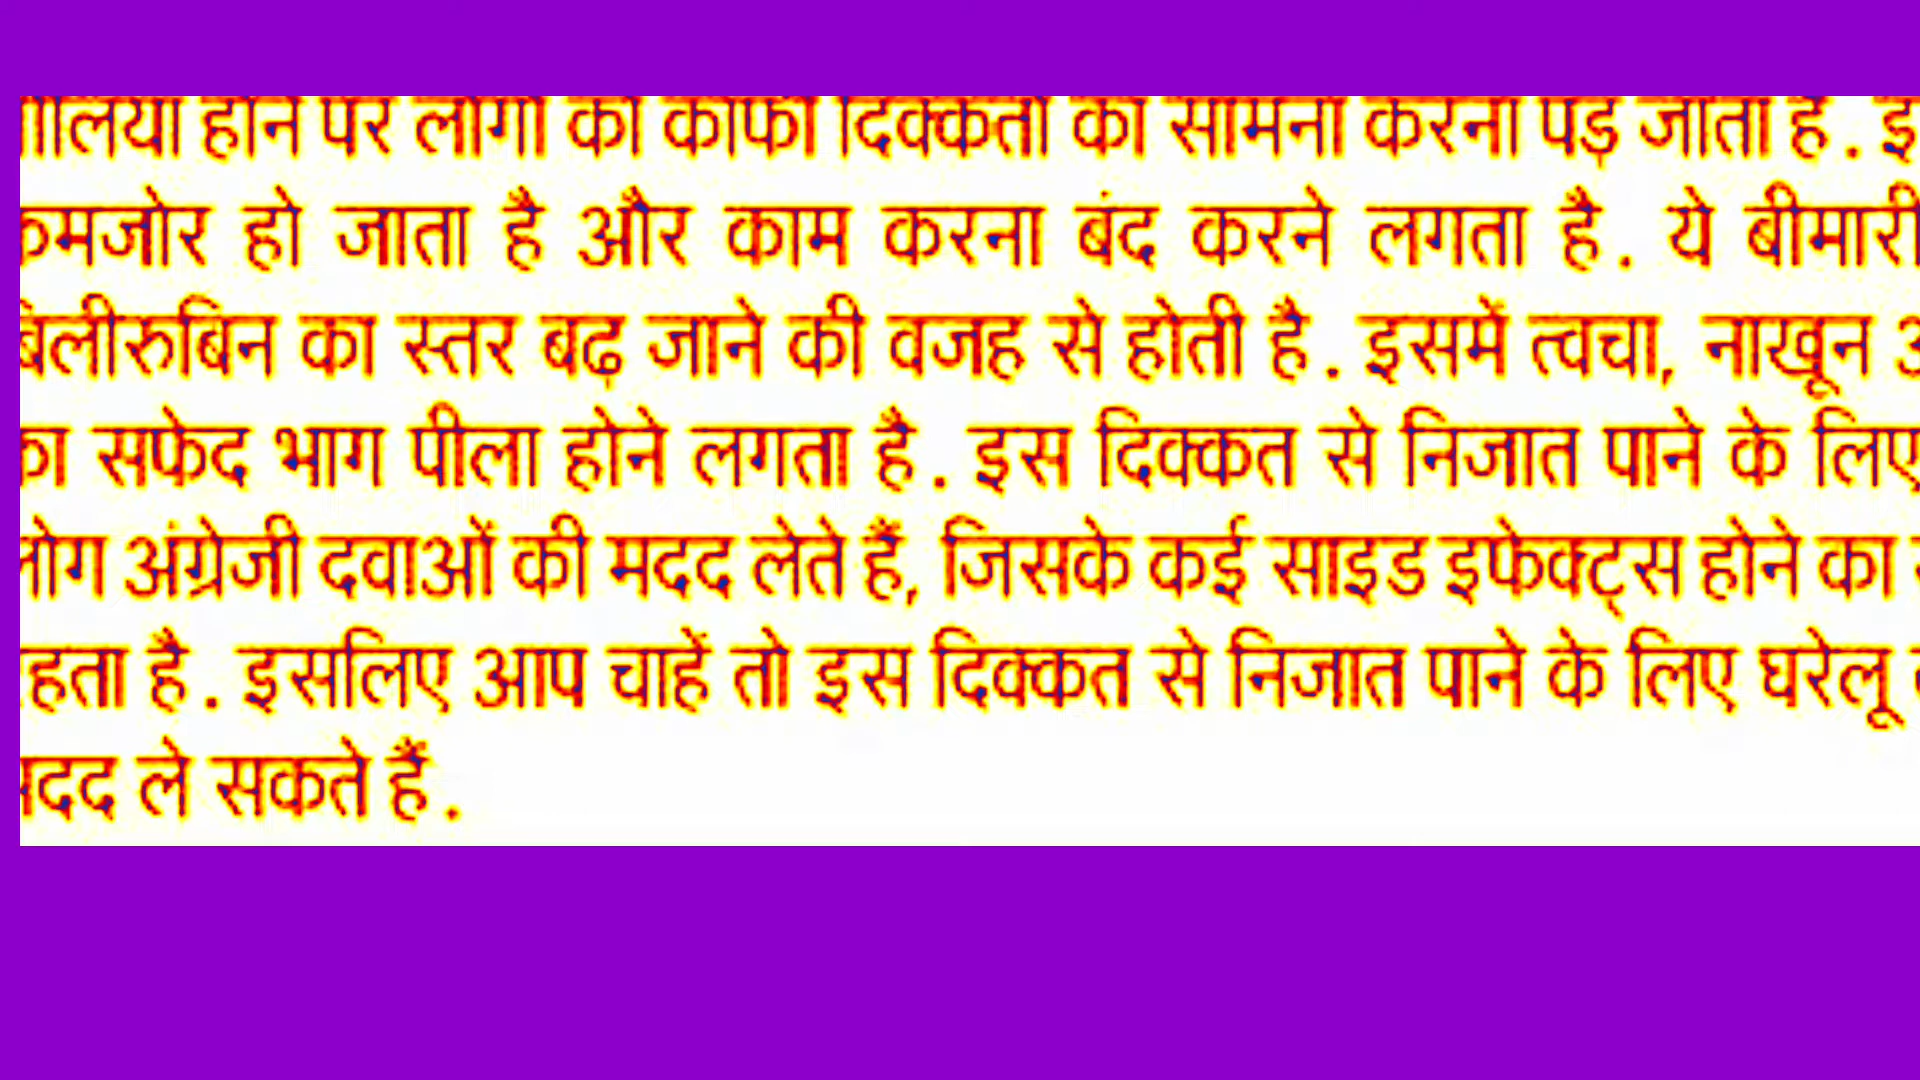 होने पर लोगों को काफी दिक्कतों का सामना करना पड़ जाता है.
कमजोर हो जाता है और काम करना बंद करने लगता है. ये बीमारी
बिलीरुबिन का स्तर बढ़ जाने की वजह से होती है. इसमें त्वचा, नाखून
का सफेद भाग पीला होने लगता है. इस दिक्कत से निजात पाने के लिए
लोग अंग्रेजी दवाओं की मदद लेते हैं, जिसके कई साइड इफेक्ट्स होने का
रहता है. इसलिए आप चाहें तो इस दिक्कत से निजात पाने के लिए घरेलू
मदद ले सकते हैं.